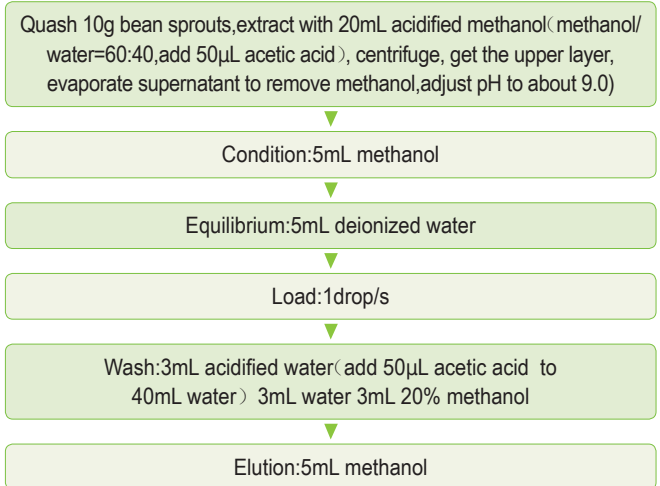 Quash 10g bean sprouts,extract with 20mL acidified methanol（methanol/
water=60:40,add 50μL acetic acid）, centrifuge, get the upper layer,
evaporate supernatant to remove methanol,adjust pH to about 9.0)
Condition:5mL methanol
Equilibrium:5mL deionized water
Load:1drop/s
Wash:3mL acidified water（add 50μL acetic acid to
40mL water） 3mL water 3mL 20% methanol
Elution:5mL methanol